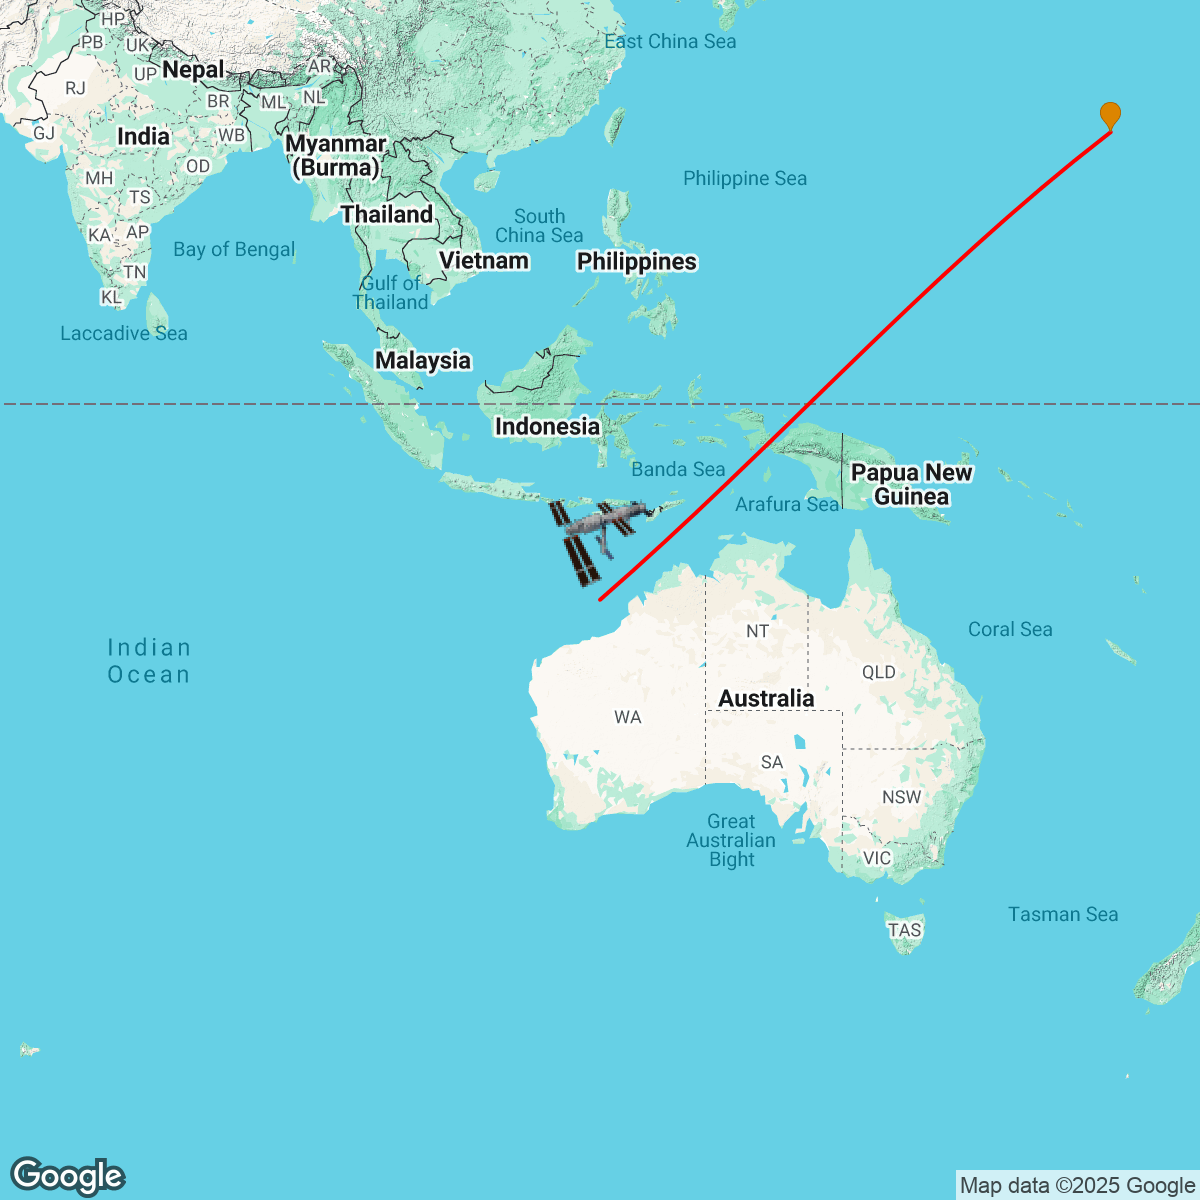 East China Sea
HP
PB
UK
Nepal
AR
UP
RJ
BR
ML
NL
GJ
India
WB
Myanmar
(Burma)
OD
MH
Philippine Sea
TS
Thailand
South
China Sea
KA
AP
Bay of Bengal
Vietnam
Philippines
TN
Gulf of
Thailand
KL
Laccadive Sea
Malaysia
Indonesia
Banda Sea
Papua New
Guinea
Arafura Sea
Coral Sea
NT
Indian
Ocean
QLD
Australia
WA
SA
NSW
Great
Australian
Bight
VIC
Tasman Sea
TAS
Google
Map data ©2025 Google